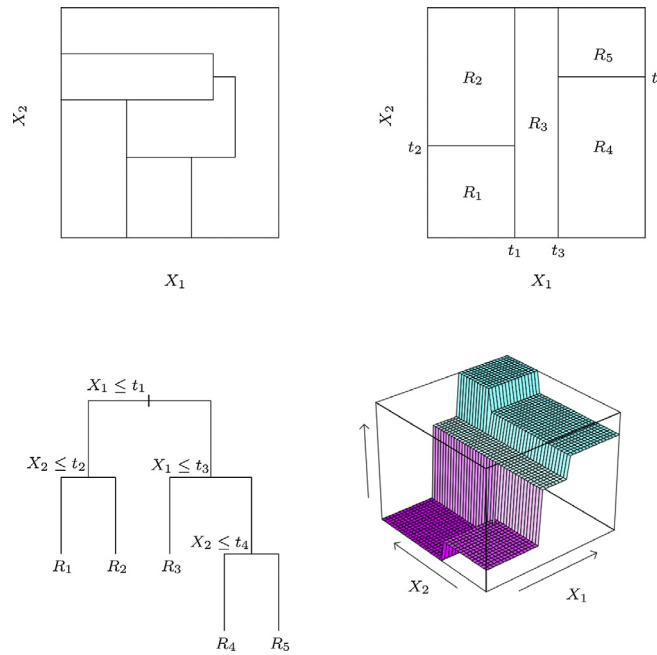 X₂
X₁
X₂
R₂
R₅
R₃
R₄
t₂
R₁
t
t₁
t₃
X₁
X₁ ≤ t₁
X₂ ≤ t₂
X₁ ≤ t₃
X₂ ≤ t₄
R₁
R₂
R₃
R₄
R₅
X₂
X₁